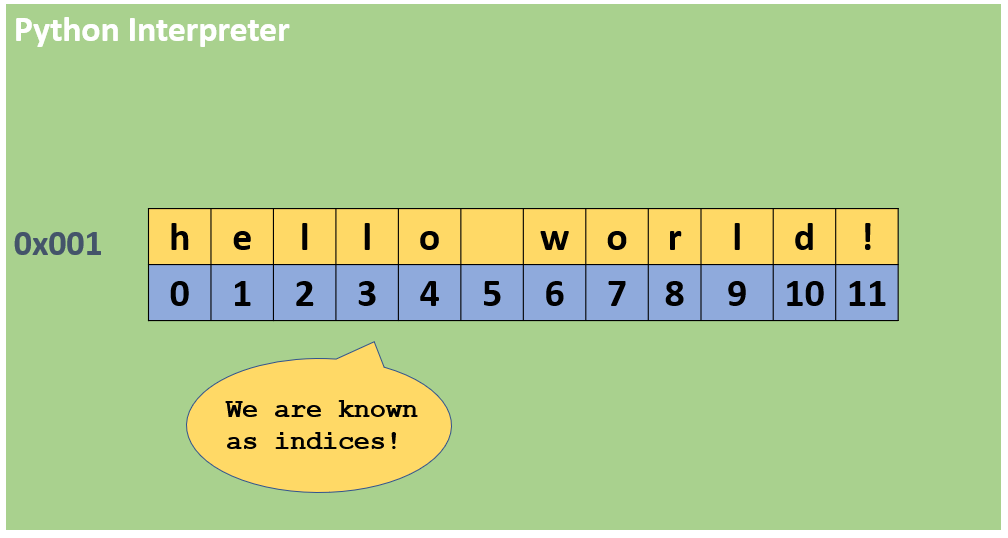 Python Interpreter
0x001
h e l l o   w o r l d !
0 1 2 3 4 5 6 7 8 9 10 11
We are known
as indices!